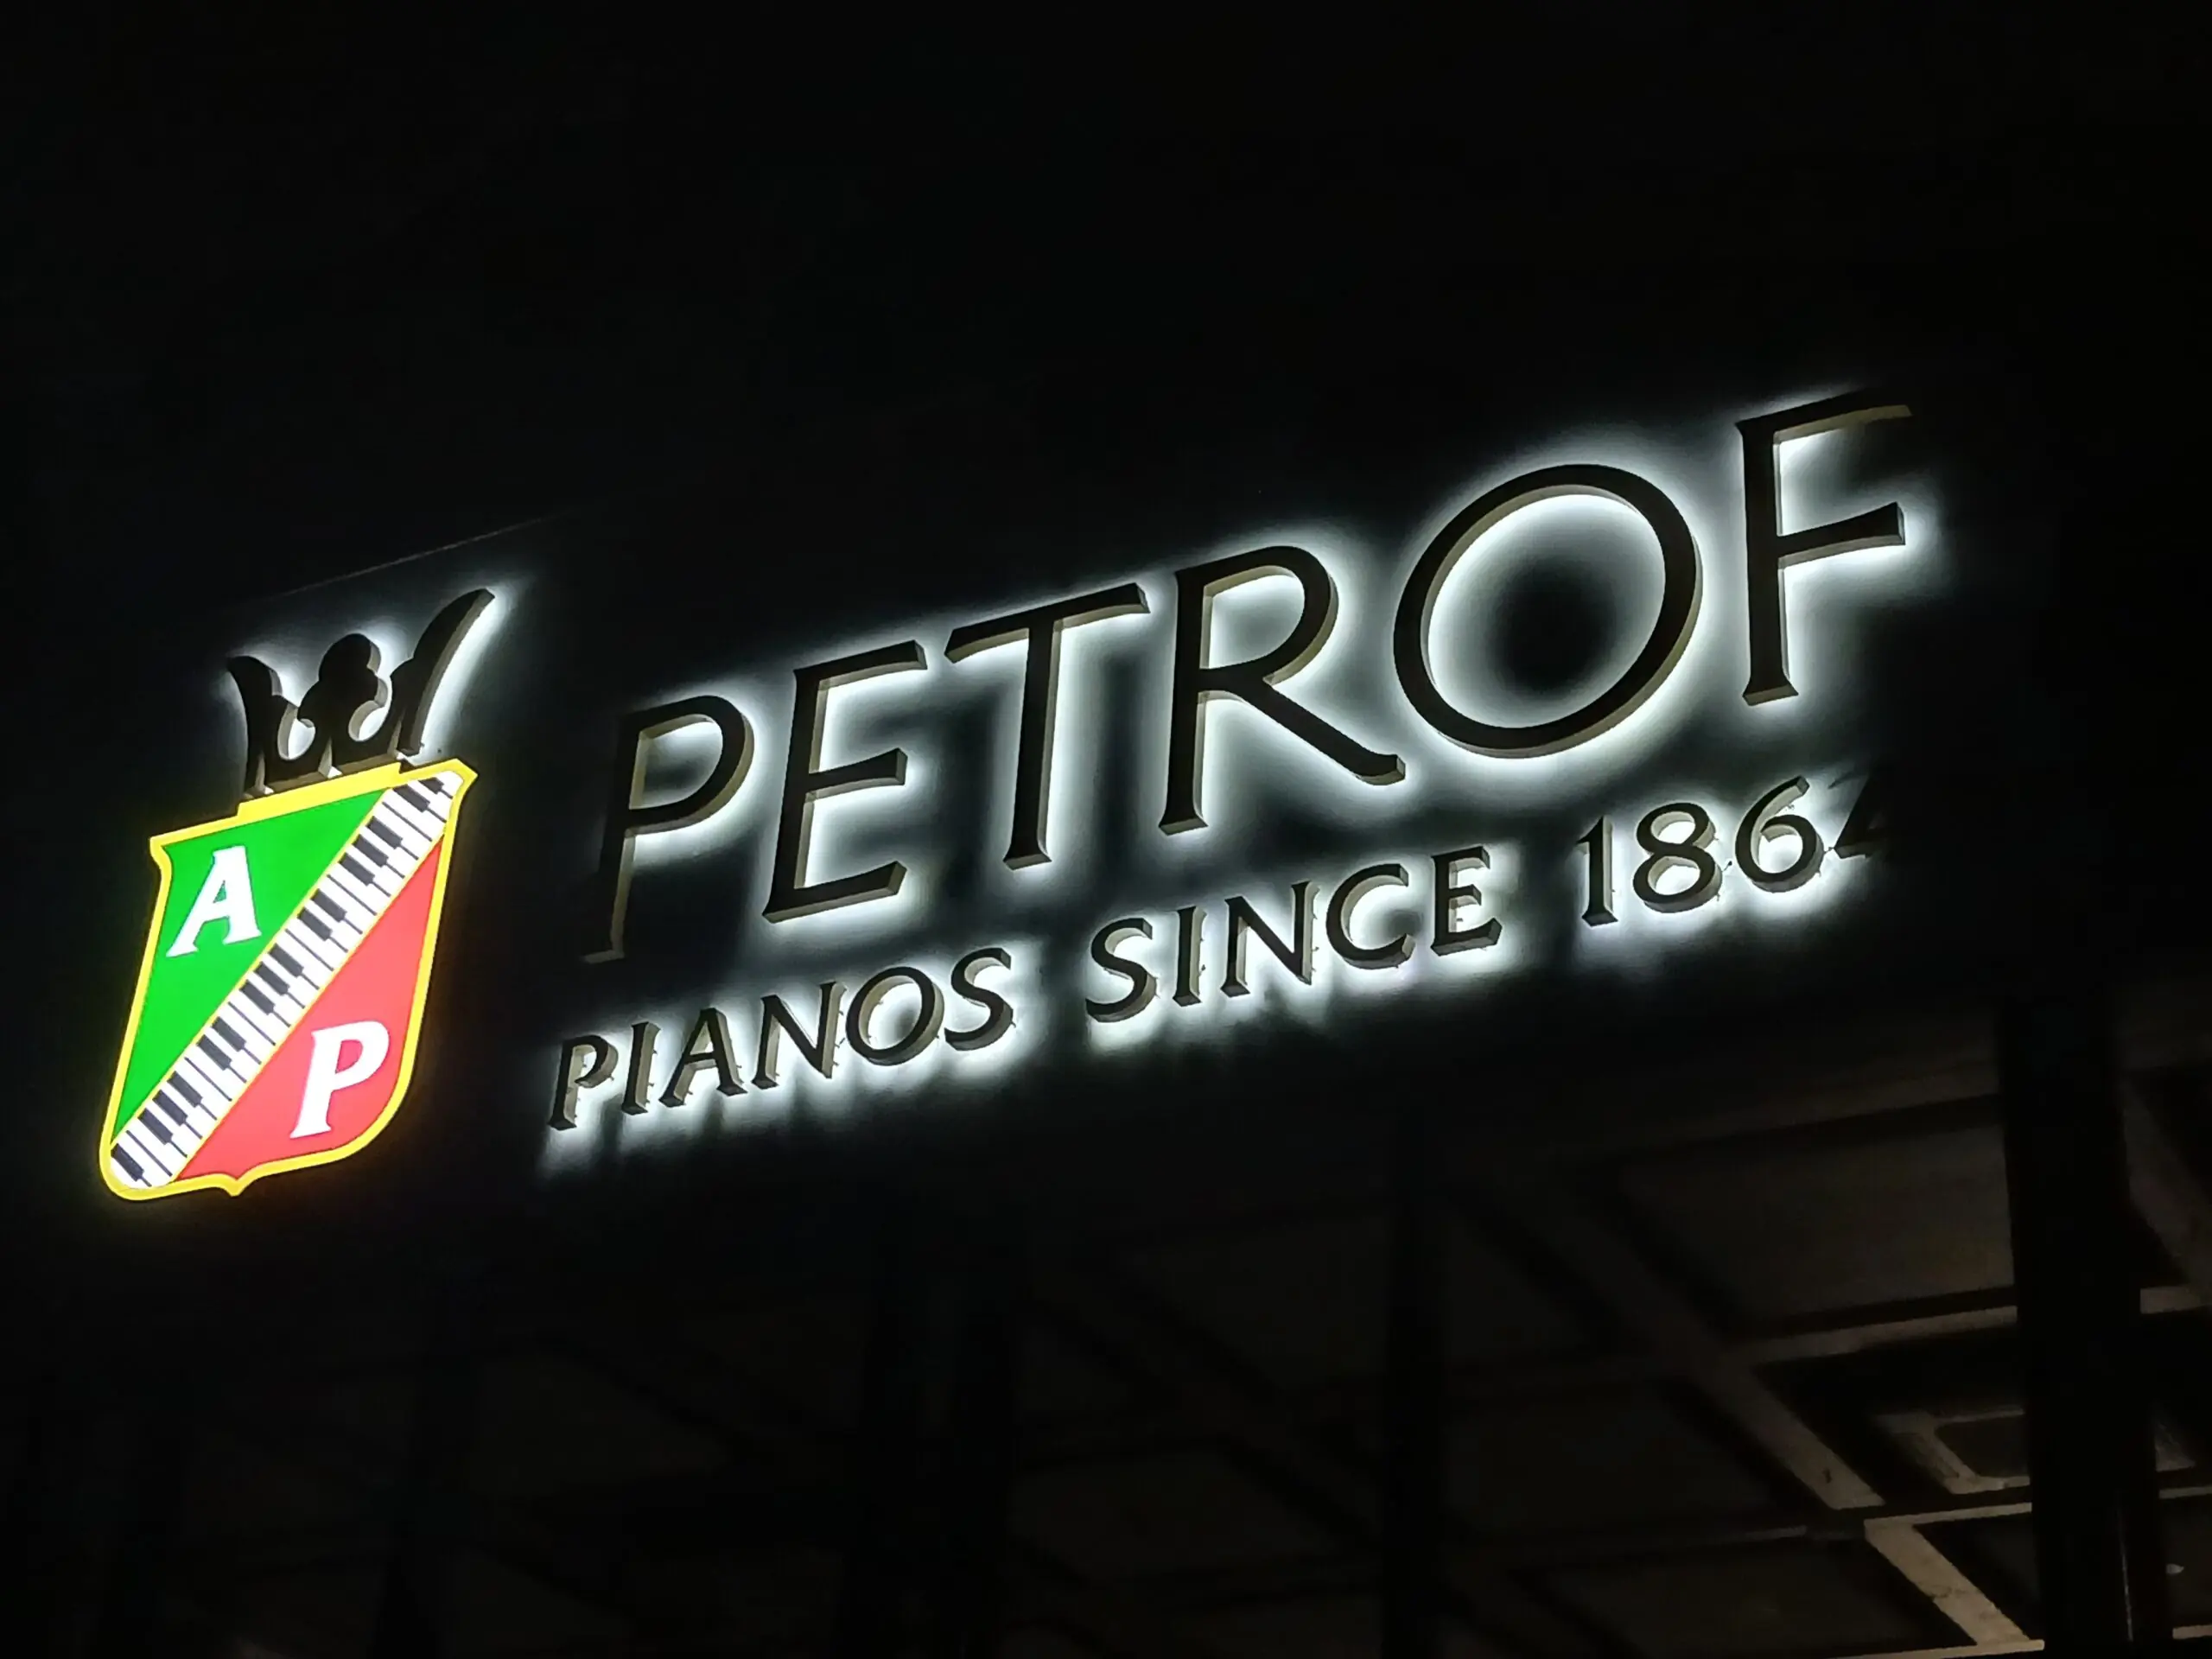 PETROF
PIANOS SINCE 1864
A
P